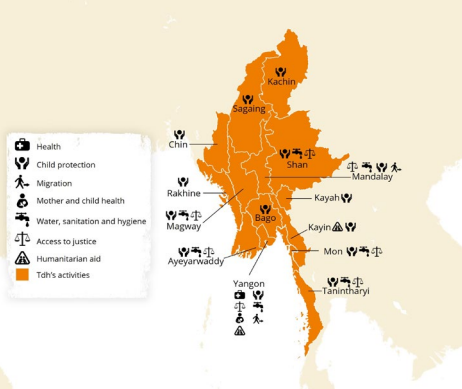 Kachin
Sagaing
Chin
Shan
Mandalay
Rakhine
Kayah
Magway
Bago
Kayin
Ayeyarwaddy
Mon
Yangon
Tanintharyi
Health
Child protection
Migration
Mother and child health
Water, sanitation and hygiene
Access to justice
Humanitarian aid
Tdh's activities